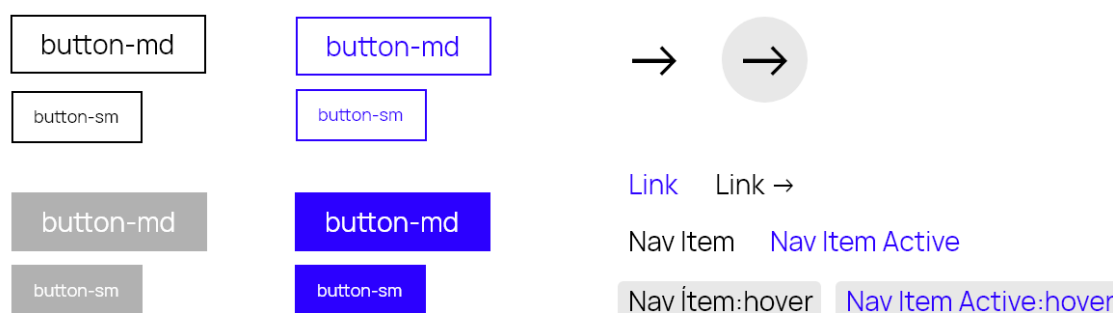 button-md
button-sm
button-md
button-sm
button-md
button-sm
button-md
button-sm
→
→
Link
Link →
Nav Item
Nav Item Active
Nav Ítem:hover
Nav Item Active:hover